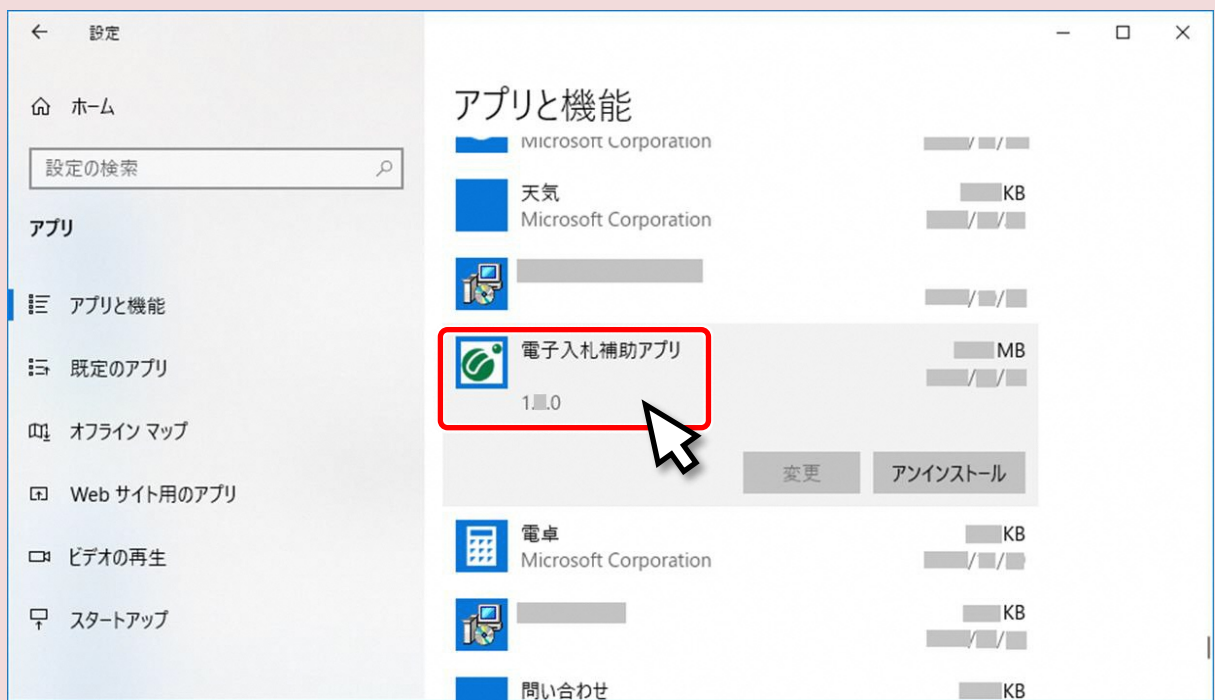 設定
ホーム
設定の検索
アプリ
アプリと機能
既定のアプリ
オフライン マップ
Web サイト用のアプリ
ビデオの再生
スタートアップ
アプリと機能
Microsoft Corporation
/ /
天気
KB
Microsoft Corporation
/ /
/ /
電子入札補助アプリ
MB
/ /
1. .0
変更
アンインストール
電卓
KB
Microsoft Corporation
/ /
KB
/ /
問い合わせ
KB